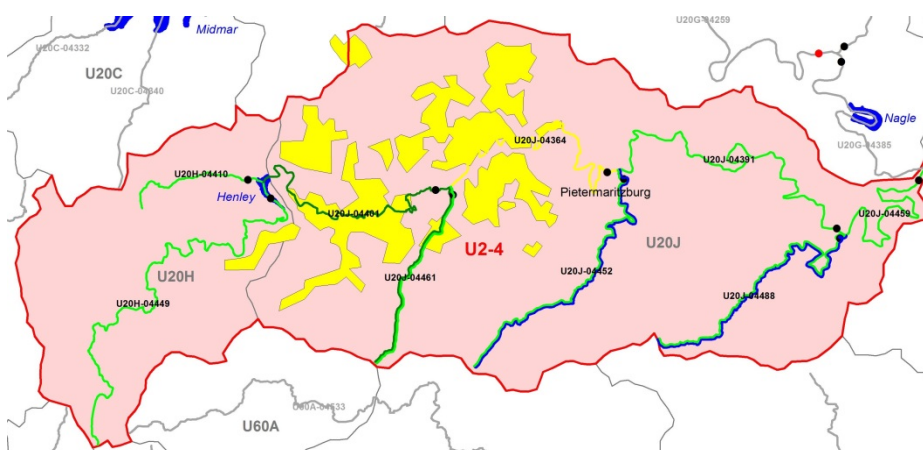 U20G-04259
Midmar
U20C-04332
U20C
U20C-04340
Nagle
U20J-04364
U20G-04385
U20J-04391
U20H-04410
Pietermaritzburg
Henley
U20J-04401
U20J-04459
U2-4
U20J
U20H
U20J-04461
U20J-04452
U20J-04488
U20H-04449
U60A-04533
U60A